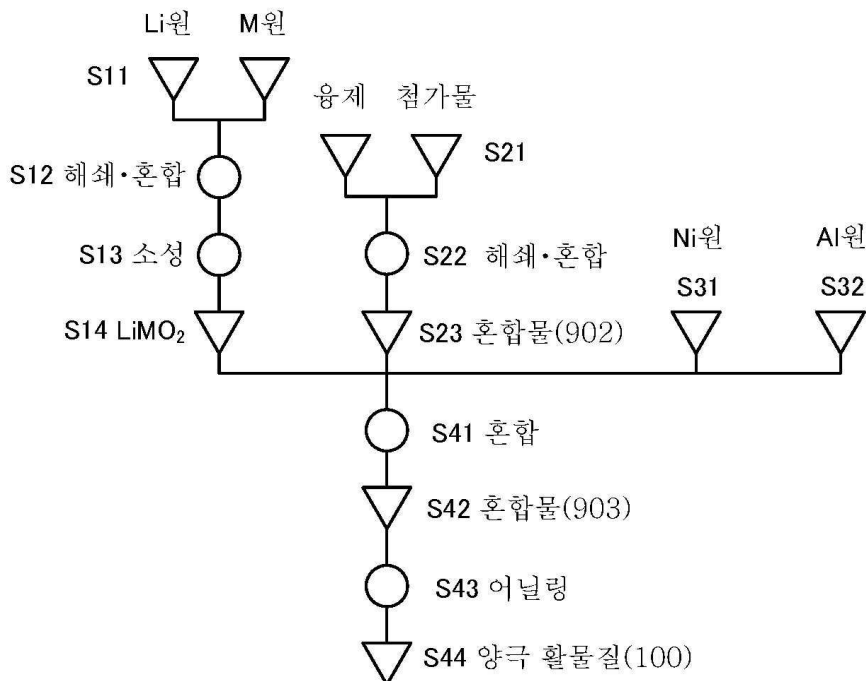 Li원 M원
S11
융제 첨가물
S21
S12 해쇄·혼합
S13 소성
S22 해쇄·혼합
Ni원 Al원
S31 S32
S14 LiMO₂
S23 혼합물(902)
S41 혼합
S42 혼합물(903)
S43 어닐링
S44 양극 활물질(100)